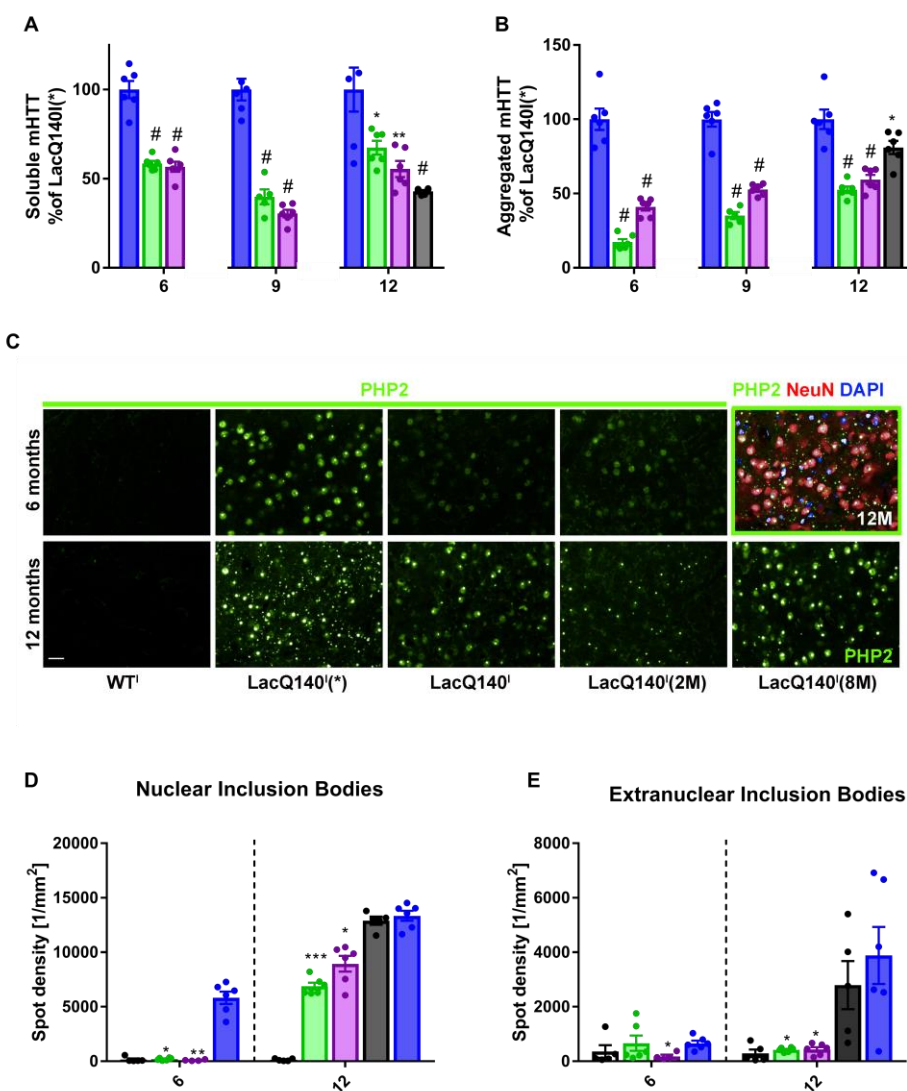 A
Soluble mHTT
%of LacQ140I(*)
100
50
0
#
#
#
#
*
**
#
6
9
12
B
Aggregated mHTT
% of LacQ140I(*)
150
100
50
0
#
#
#
#
#
#
*
6
9
12
C
PHP2
PHP2 NeuN DAPI
6 months
12M
12 months
PHP2
WTᴵ
LacQ140ᴵ(*)
LacQ140ᴵ
LacQ140ᴵ(2M)
LacQ140ᴵ(8M)
D
Nuclear Inclusion Bodies
Spot density [1/mm²]
20000
15000
10000
5000
0
*
**
***
*
6
12
E
Extranuclear Inclusion Bodies
Spot density [1/mm²]
8000
6000
4000
2000
0
*
*
*
6
12